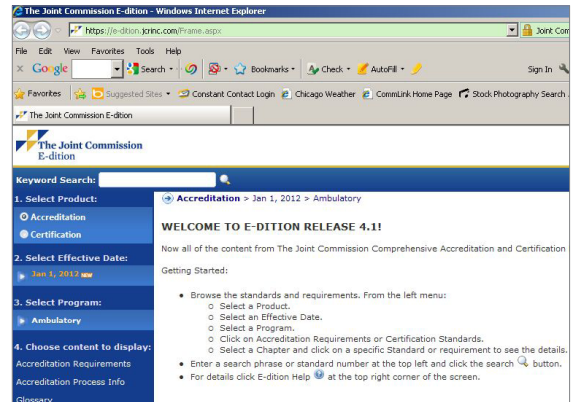 The Joint Commission E-dition - Windows Internet Explorer
https://e-dition.jcrinc.com/Frame.aspx
Joint Com
File Edit View Favorites Tools Help
Google Search Bookmarks Check AutoFill Sign In
Favorites Suggested Sites Constant Contact Login Chicago Weather CommLink Home Page Stock Photography Search
The Joint Commission E-dition
The Joint Commission
E-dition
Keyword Search:
1. Select Product:
Accreditation
Certification
2. Select Effective Date:
Jan 1, 2012
3. Select Program:
Ambulatory
4. Choose content to display:
Accreditation Requirements
Accreditation Process Info
Glossary
Accreditation > Jan 1, 2012 > Ambulatory
WELCOME TO E-DITION RELEASE 4.1!
Now all of the content from The Joint Commission Comprehensive Accreditation and Certification
Getting Started:
• Browse the standards and requirements. From the left menu:
o Select a Product.
o Select an Effective Date.
o Select a Program.
o Click on Accreditation Requirements or Certification Standards.
o Select a Chapter and click on a specific Standard or requirement to see the details.
• Enter a search phrase or standard number at the top left and click the search button.
• For details click E-dition Help at the top right corner of the screen.